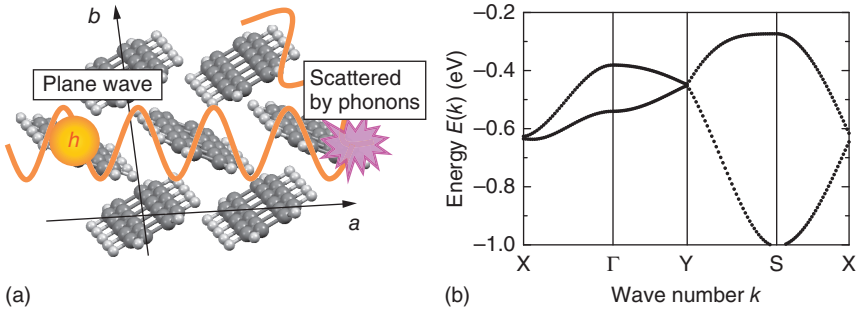 b
Plane wave
Scattered
by phonons
h
a
(a)
Energy E(k) (eV)
−0.2
−0.4
−0.6
−0.8
−1.0
X
Γ
Y
S
X
Wave number k
(b)